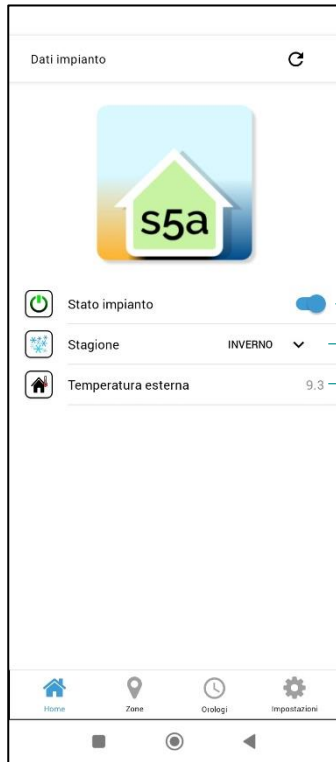 Dati impianto
s5a
Stato impianto
Stagione INVERNO
Temperatura esterna 9.3
Home Zone Orologi Impostazioni